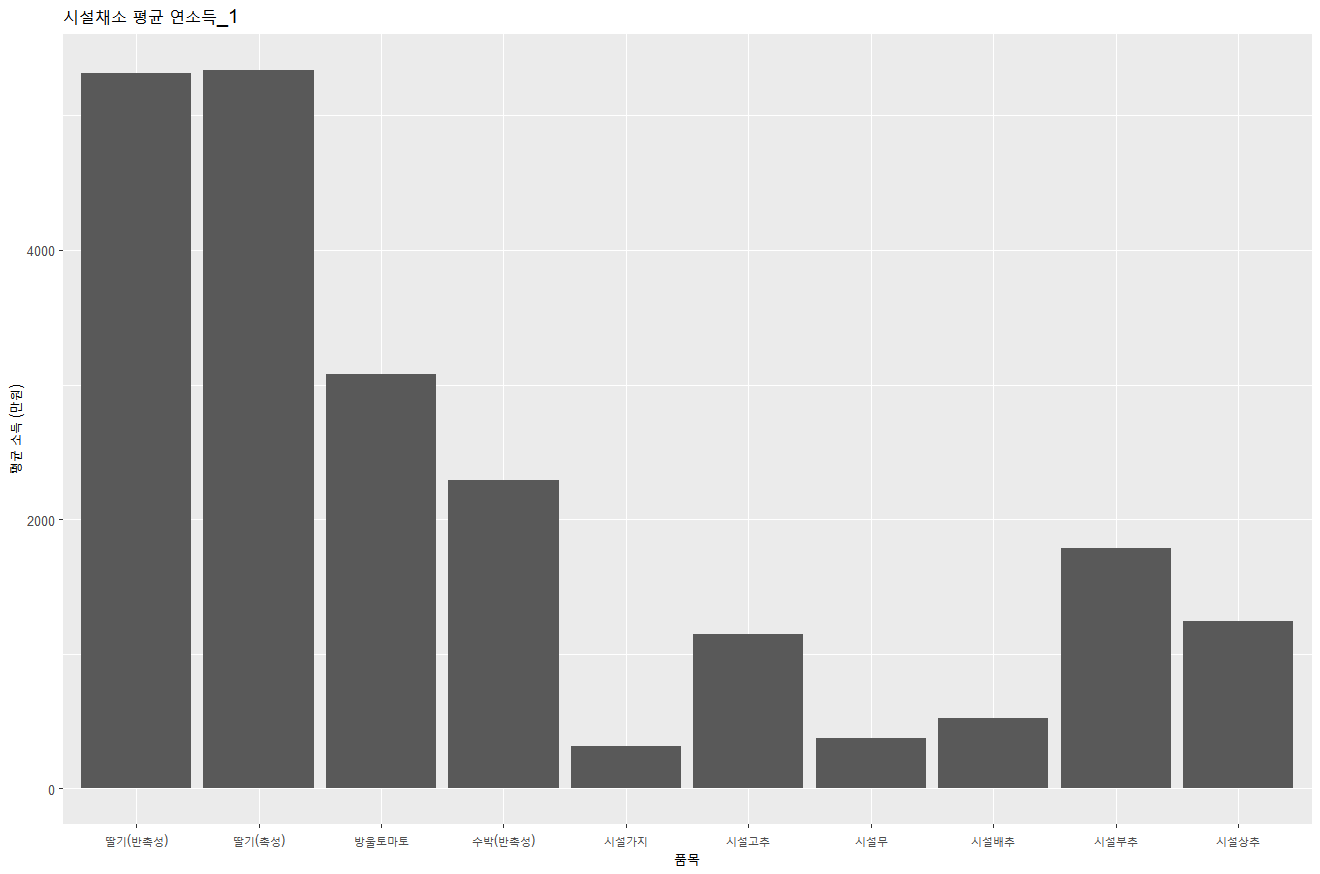 시설채소 평균 연소득_1
평균 소득 (만원)
4000
2000
0
딸기(반촉성) 딸기(촉성) 방울토마토 수박(반촉성) 시설가지 시설고추 시설무 시설배추 시설부추 시설상추
품목